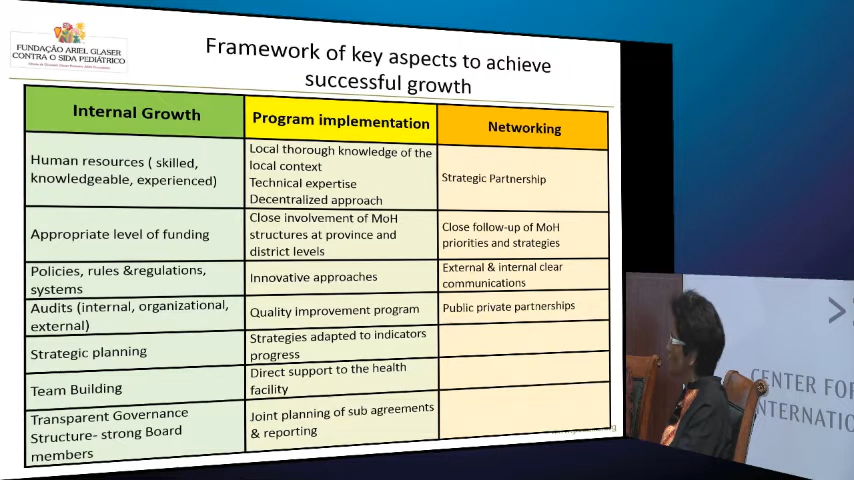 FUNDAÇÃO ARIEL GLASER
CONTRA O SIDA PEDIÁTRICO
Framework of key aspects to achieve
successful growth
Internal Growth
Program implementation
Networking
Human resources ( skilled,
knowledgeable, experienced)
Local thorough knowledge of the
local context
Technical expertise
Decentralized approach
Strategic Partnership
Appropriate level of funding
Close involvement of MoH
structures at province and
district levels
Close follow-up of MoH
priorities and strategies
Policies, rules &regulations,
systems
Innovative approaches
External & internal clear
communications
Audits (internal, organizational,
external)
Quality improvement program
Public private partnerships
Strategic planning
Strategies adapted to indicators
progress
Team Building
Direct support to the health
facility
Transparent Governance
Structure- strong Board
members
Joint planning of sub agreements
& reporting
CENTER FOR